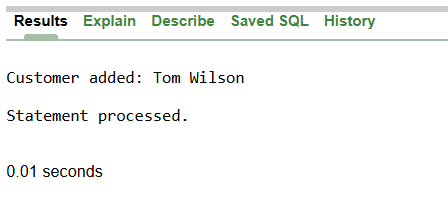 Results Explain Describe Saved SQL History
Customer added: Tom Wilson
Statement processed.
0.01 seconds